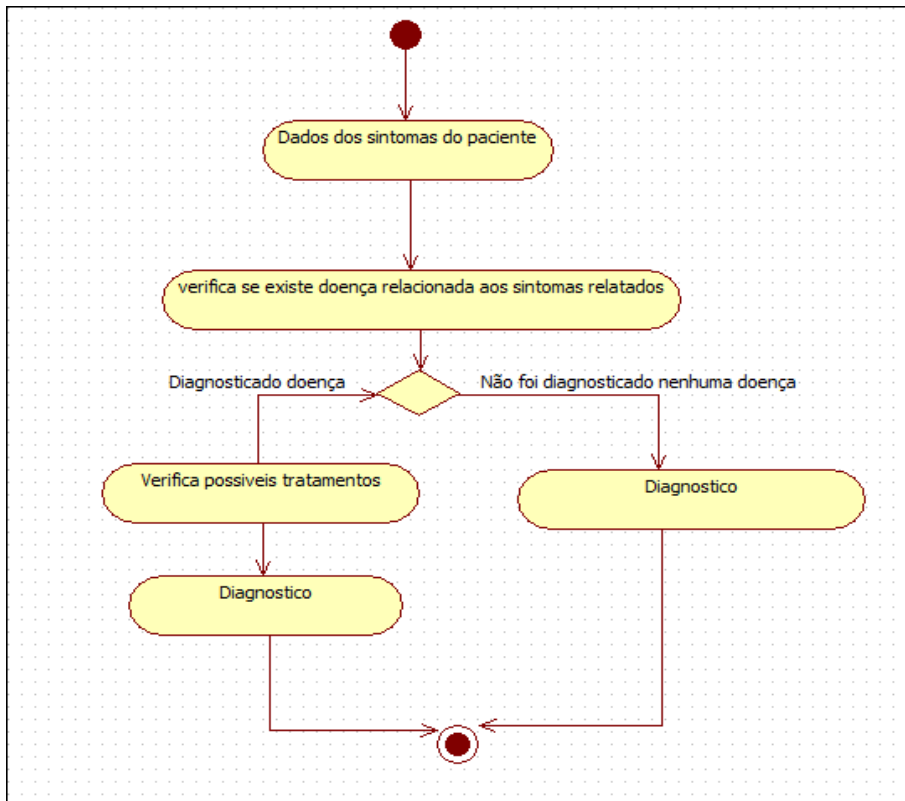 Dados dos sintomas do paciente
verifica se existe doença relacionada aos sintomas relatados
Diagnosticado doença
Não foi diagnosticado nenhuma doença
Verifica possiveis tratamentos
Diagnostico
Diagnostico